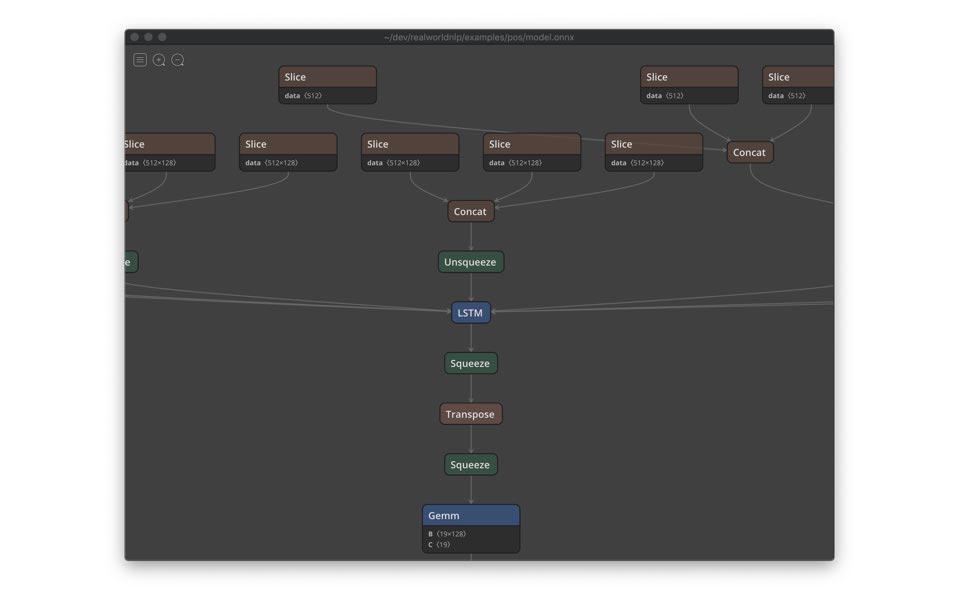 ~/dev/realworldnlp/examples/pos/model.onnx
Slice
data ⟨512⟩
Slice
data ⟨512⟩
Slice
data ⟨512⟩
Slice
data ⟨512×128⟩
Slice
data ⟨512×128⟩
Slice
data ⟨512×128⟩
Slice
data ⟨512×128⟩
Slice
data ⟨512×128⟩
Concat
Concat
e
Unsqueeze
LSTM
Squeeze
Transpose
Squeeze
Gemm
B ⟨19×128⟩
C ⟨19⟩